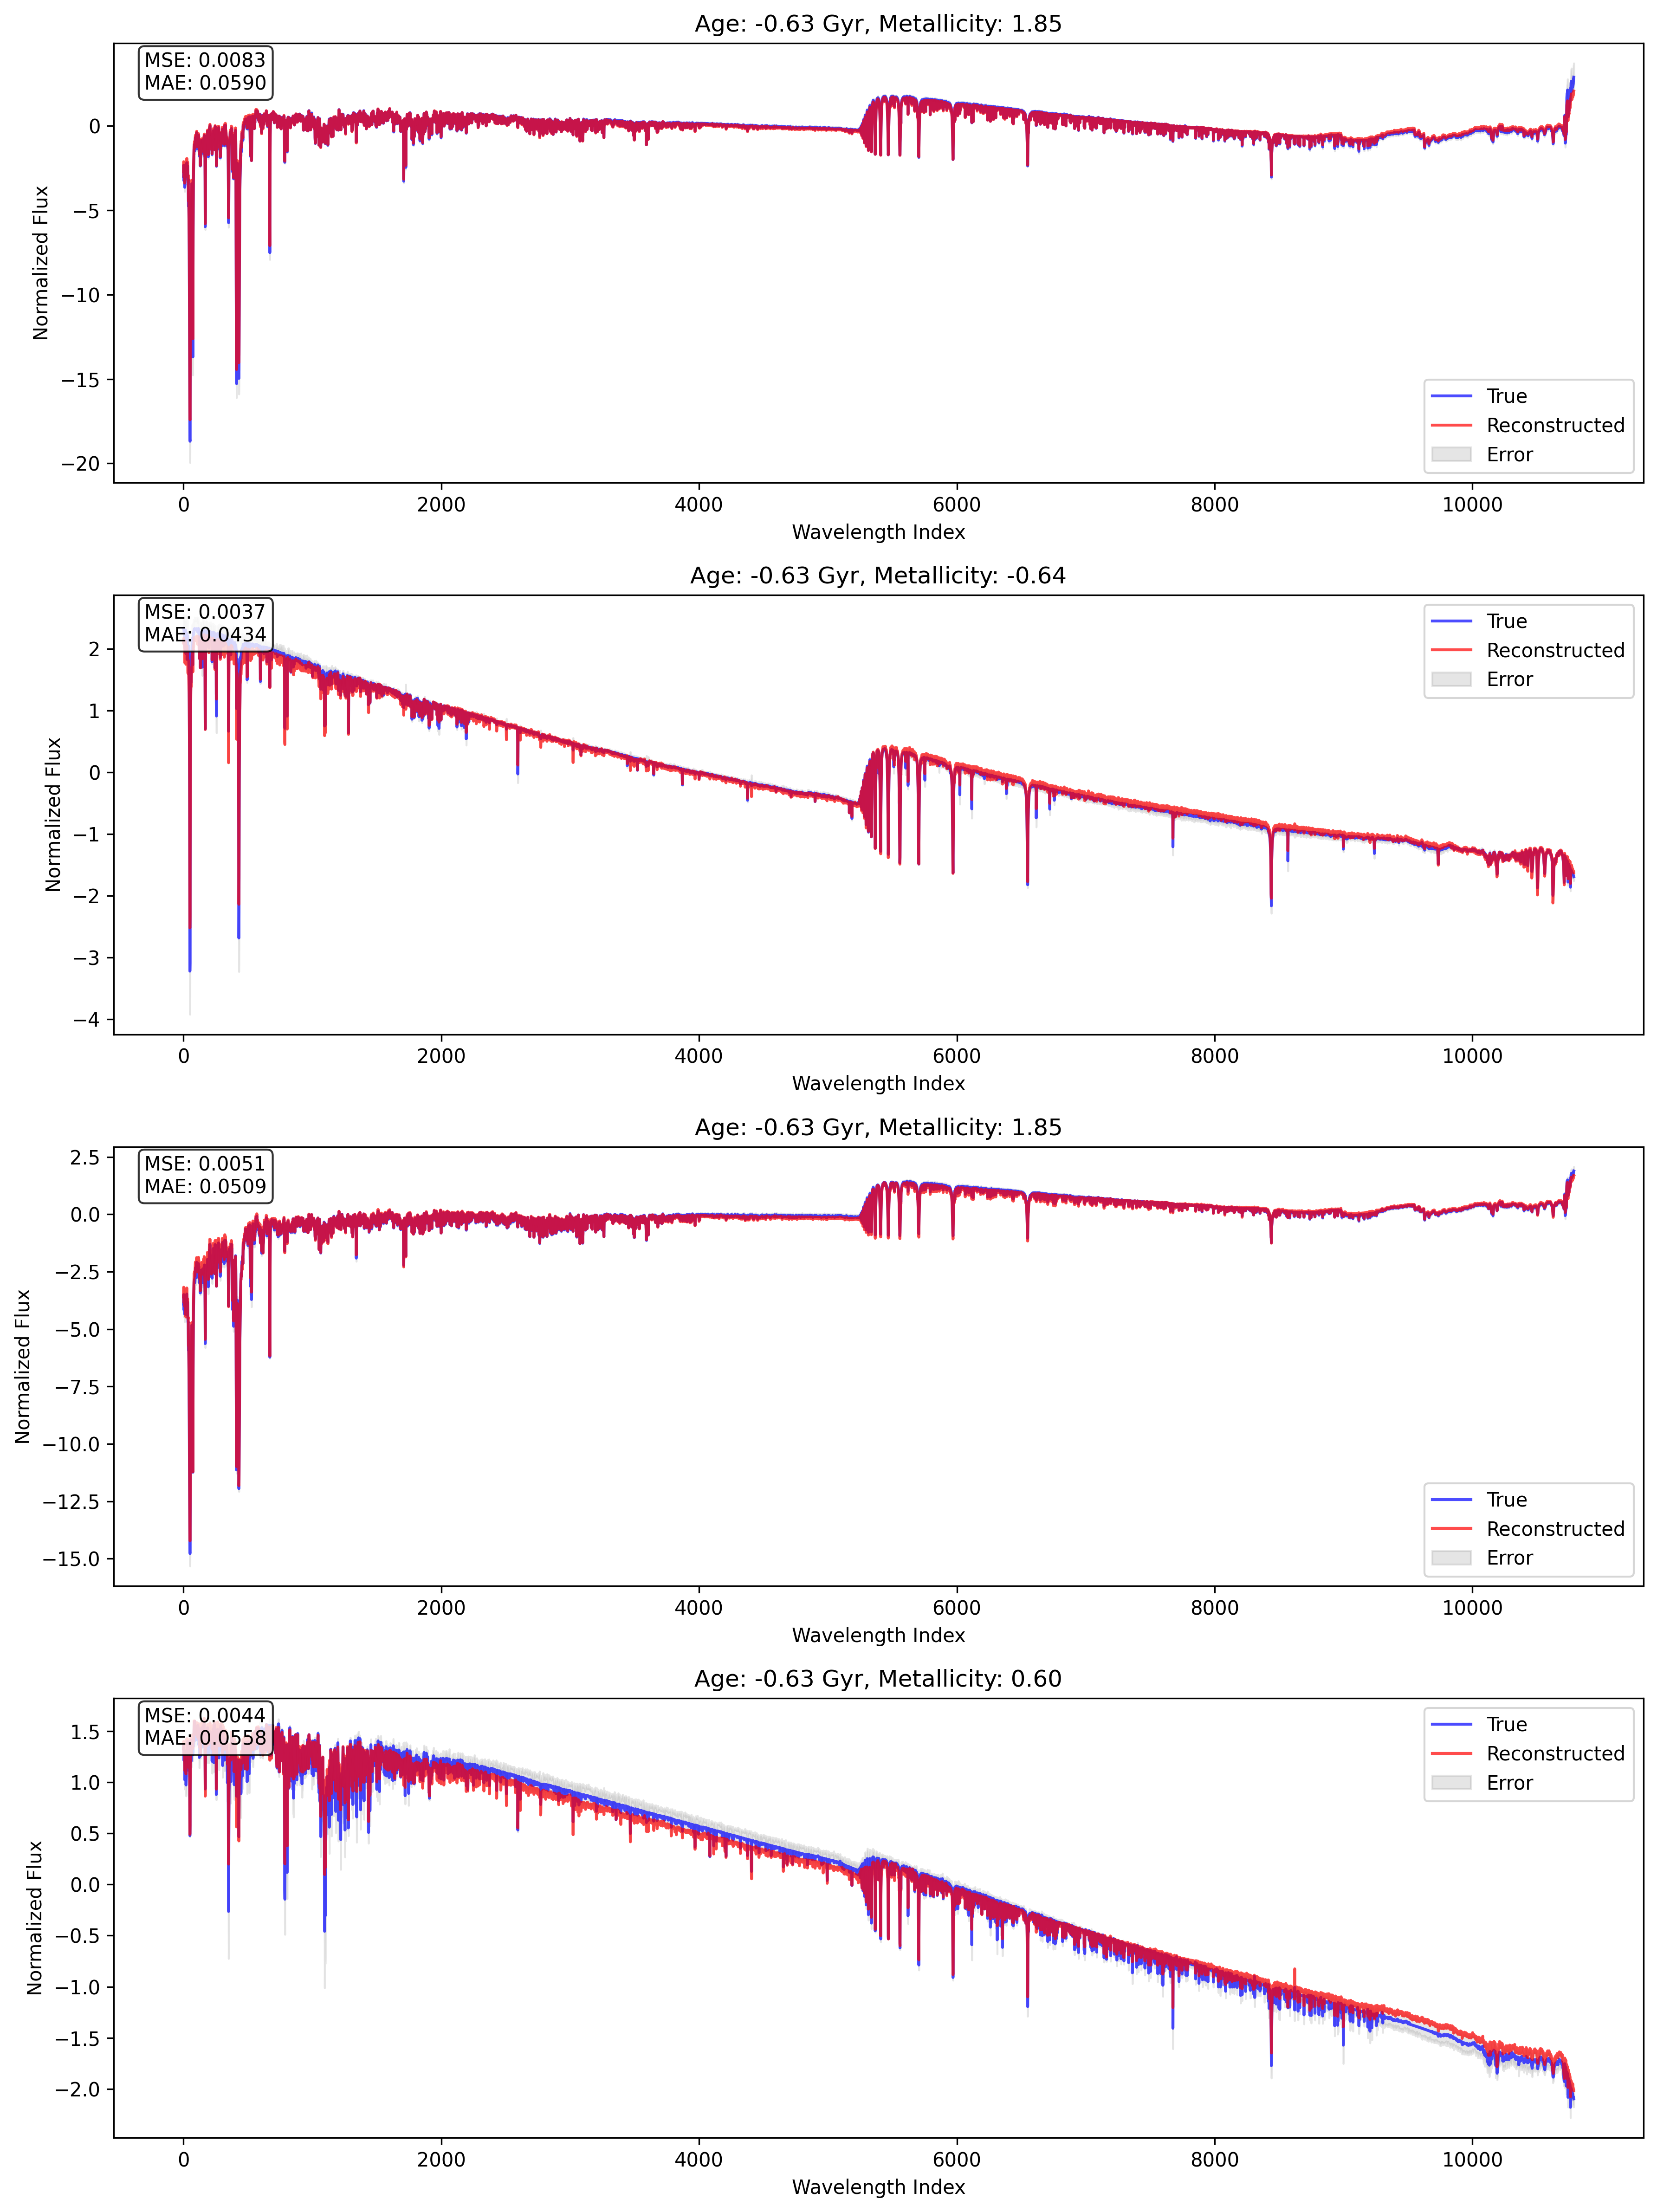 Age: -0.63 Gyr, Metallicity: 1.85
MSE: 0.0083
MAE: 0.0590
0
−5
−10
−15
−20
Normalized Flux
True
Reconstructed
Error
0 2000 4000 6000 8000 10000
Wavelength Index
Age: -0.63 Gyr, Metallicity: -0.64
MSE: 0.0037
MAE: 0.0434
2
1
0
−1
−2
−3
−4
Normalized Flux
True
Reconstructed
Error
0 2000 4000 6000 8000 10000
Wavelength Index
Age: -0.63 Gyr, Metallicity: 1.85
MSE: 0.0051
MAE: 0.0509
2.5
0.0
−2.5
−5.0
−7.5
−10.0
−12.5
−15.0
Normalized Flux
True
Reconstructed
Error
0 2000 4000 6000 8000 10000
Wavelength Index
Age: -0.63 Gyr, Metallicity: 0.60
MSE: 0.0044
MAE: 0.0558
1.5
1.0
0.5
0.0
−0.5
−1.0
−1.5
−2.0
Normalized Flux
True
Reconstructed
Error
0 2000 4000 6000 8000 10000
Wavelength Index